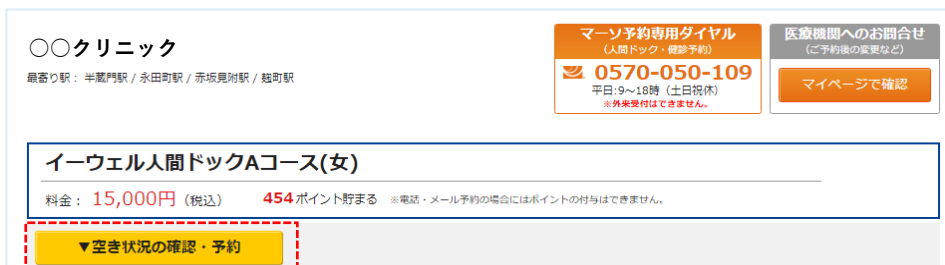 〇〇クリニック
最寄り駅： 半蔵門駅 / 永田町駅 / 赤坂見附駅 / 麹町駅
マーソ予約専用ダイヤル
（人間ドック・健診予約）
0570-050-109
平日:9～18時（土日祝休）
※外来受付はできません。
医療機関へのお問合せ
（ご予約後の変更など）
マイページで確認
イーウェル人間ドックAコース(女)
料金： 15,000円（税込） 454ポイント貯まる ※電話・メール予約の場合にはポイントの付与はできません。
▼空き状況の確認・予約